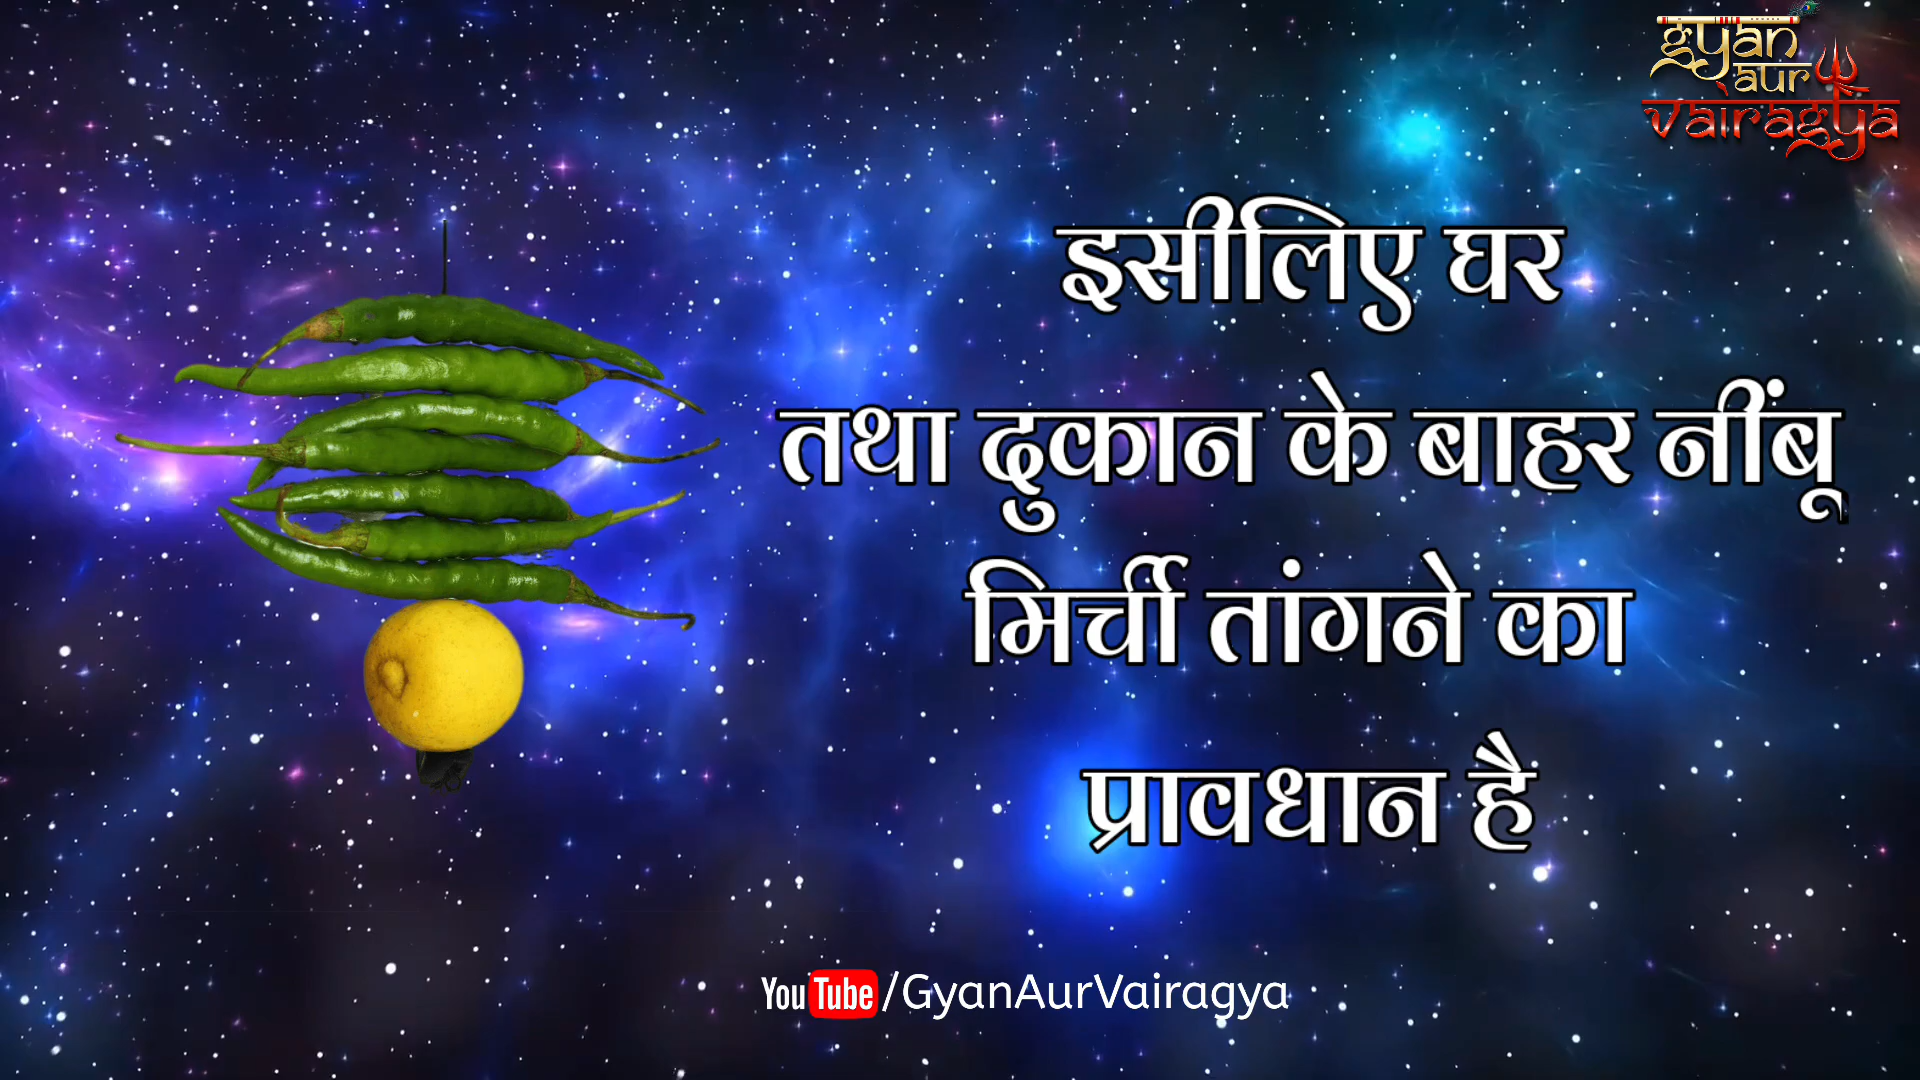 gyan
aur
vairagya
इसीलिए घर
तथा दुकान के बाहर नींबू
मिर्ची तांगने का
प्रावधान है
YouTube/GyanAurVairagya